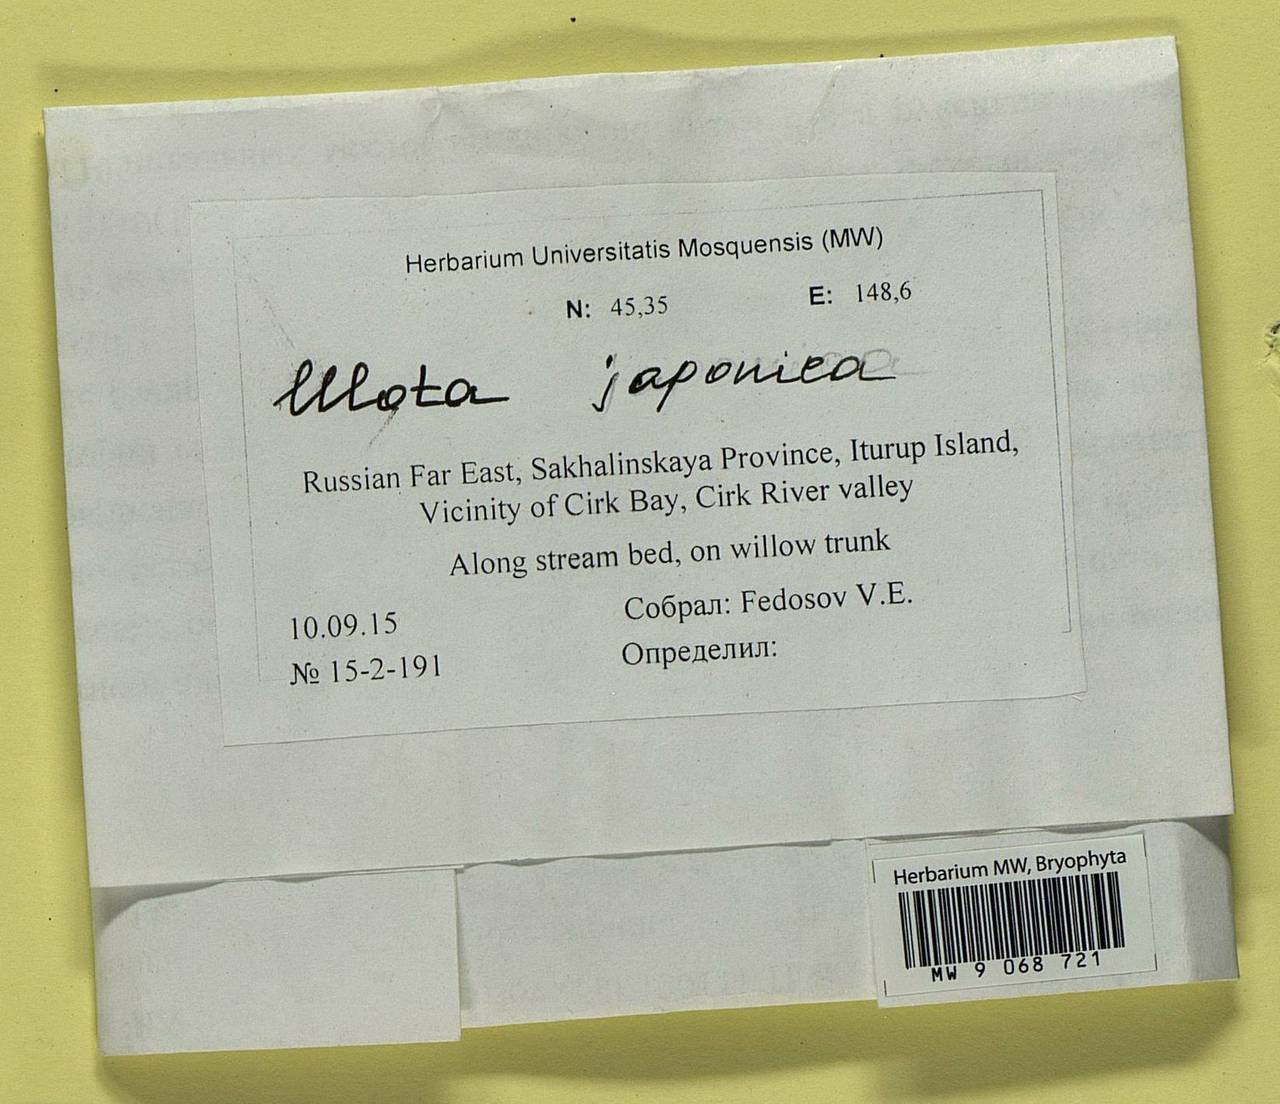 Herbarium Universitatis Mosquensis (MW)
N: 45,35 E: 148,6
Ulota japonica
Russian Far East, Sakhalinskaya Province, Iturup Island,
Vicinity of Cirk Bay, Cirk River valley
Along stream bed, on willow trunk
10.09.15 Собрал: Fedosov V.E.
№ 15-2-191 Определил:
Herbarium MW, Bryophyta
MW 9 068 721